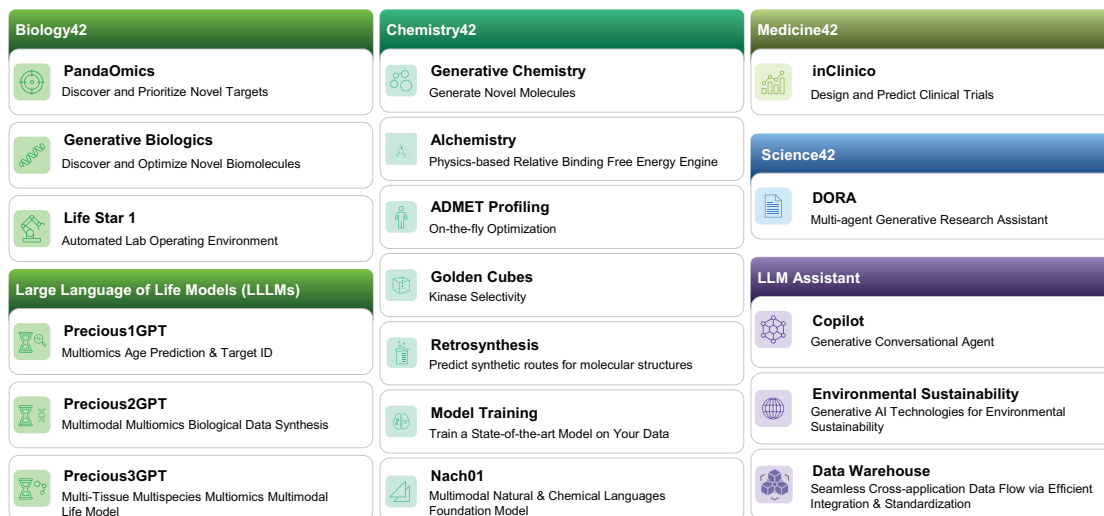 Biology42
PandaOmics
Discover and Prioritize Novel Targets
Generative Biologics
Discover and Optimize Novel Biomolecules
Life Star 1
Automated Lab Operating Environment
Large Language of Life Models (LLLMs)
Precious1GPT
Multiomics Age Prediction & Target ID
Precious2GPT
Multimodal Multiomics Biological Data Synthesis
Precious3GPT
Multi-Tissue Multispecies Multiomics Multimodal
Life Model
Chemistry42
Generative Chemistry
Generate Novel Molecules
Alchemistry
Physics-based Relative Binding Free Energy Engine
ADMET Profiling
On-the-fly Optimization
Golden Cubes
Kinase Selectivity
Retrosynthesis
Predict synthetic routes for molecular structures
Model Training
Train a State-of-the-art Model on Your Data
Nach01
Multimodal Natural & Chemical Languages
Foundation Model
Medicine42
inClinico
Design and Predict Clinical Trials
Science42
DORA
Multi-agent Generative Research Assistant
LLM Assistant
Copilot
Generative Conversational Agent
Environmental Sustainability
Generative AI Technologies for Environmental
Sustainability
Data Warehouse
Seamless Cross-application Data Flow via Efficient
Integration & Standardization